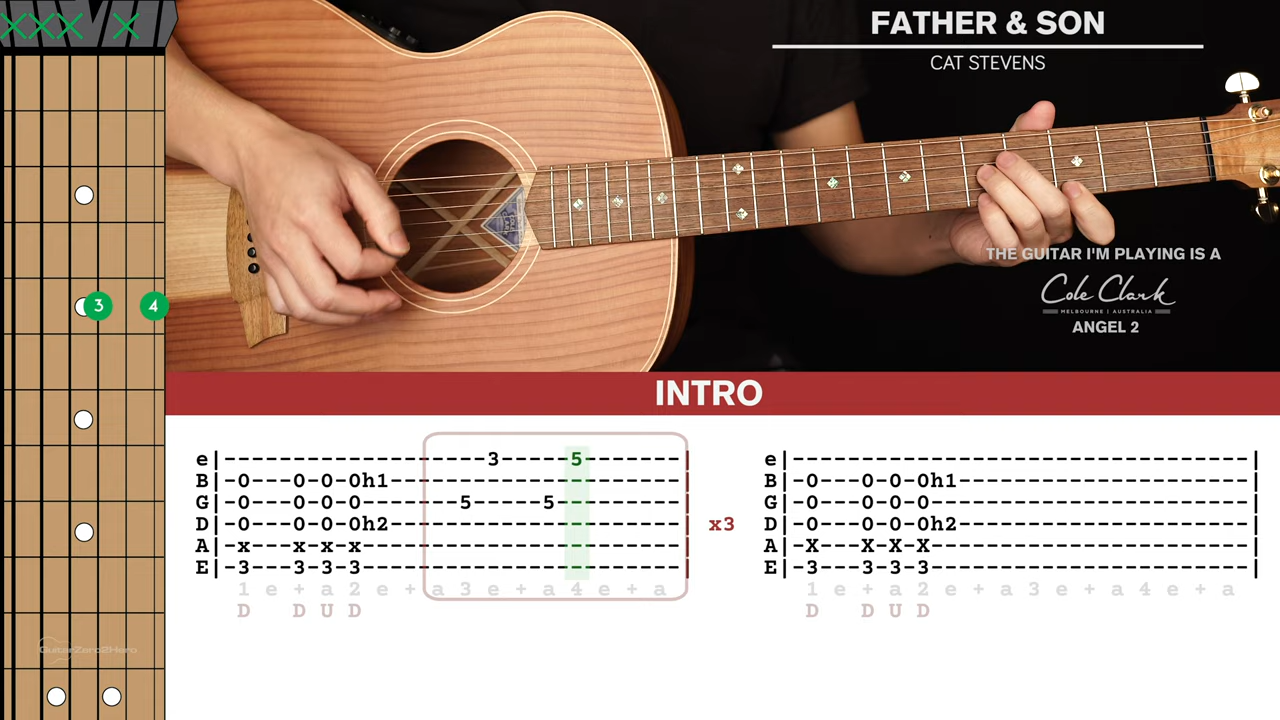 FATHER & SON
CAT STEVENS
THE GUITAR I'M PLAYING IS A
Cole Clark
MELBOURNE | AUSTRALIA
ANGEL 2
3 4
INTRO
e|----------------------------3-----5-------| e|---------------------------------|
B|-0---0-0-0h1---------------------| B|-0---0-0-0h1---------------------|
G|-0---0-0-0-------5-----5---------| G|-0---0-0-0-----------------------|
D|-0---0-0-0h2---------------------| x3 D|-0---0-0-0h2---------------------|
A|-x---x-x-x-----------------------| A|-X---X-X-X-----------------------|
E|-3---3-3-3-----------------------| E|-3---3-3-3-----------------------|
1 e + a 2 e + a 3 e + a 4 e + a 1 e + a 2 e + a 3 e + a 4 e + a
D D U D D D U D
GuitarZero2Hero